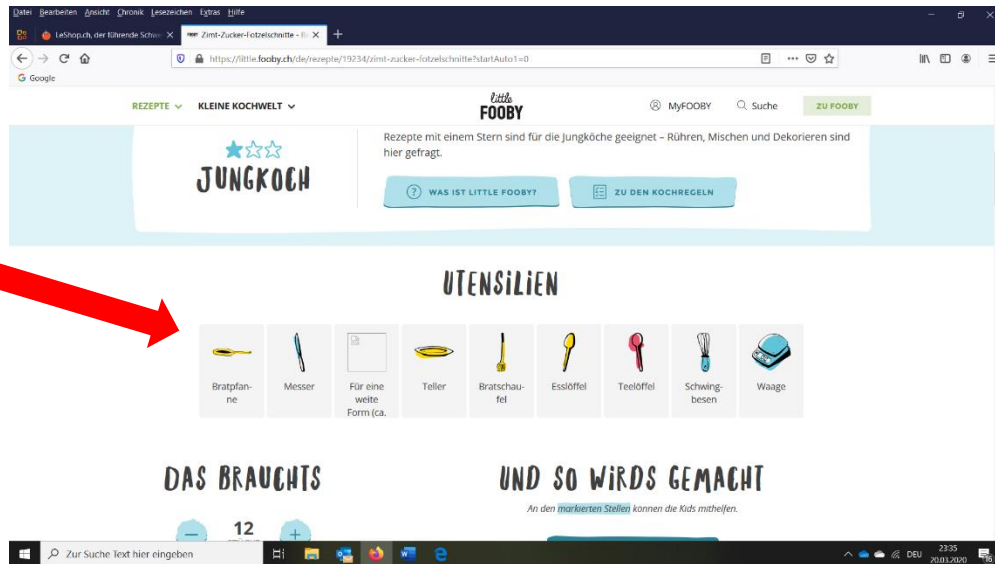 Datei Bearbeiten Ansicht Chronik Lesezeichen Extras Hilfe
LeShop.ch, der führende Schwe
Zimt-Zucker-Fotzelschnitte - R
https://little.fooby.ch/de/rezepte/19234/zimt-zucker-fotzelschnitte?startAuto1=0
Google
REZEPTE KLEINE KOCHWELT little FOOBY MyFOOBY Suche ZU FOOBY
Rezepte mit einem Stern sind für die Jungköche geeignet – Rühren, Mischen und Dekorieren sind
hier gefragt.
JUNGKOCH
WAS IST LITTLE FOOBY? ZU DEN KOCHREGELN
UTENSILIEN
Bratpfan-
ne
Messer
Für eine
weite
Form (ca.
Teller
Bratschau-
fel
Esslöffel
Teelöffel
Schwing-
besen
Waage
DAS BRAUCHTS
12
UND SO WIRDS GEMACHT
An den markierten Stellen konnen die Kids mithelfen.
Zur Suche Text hier eingeben
DEU
23:35
20.03.2020
16